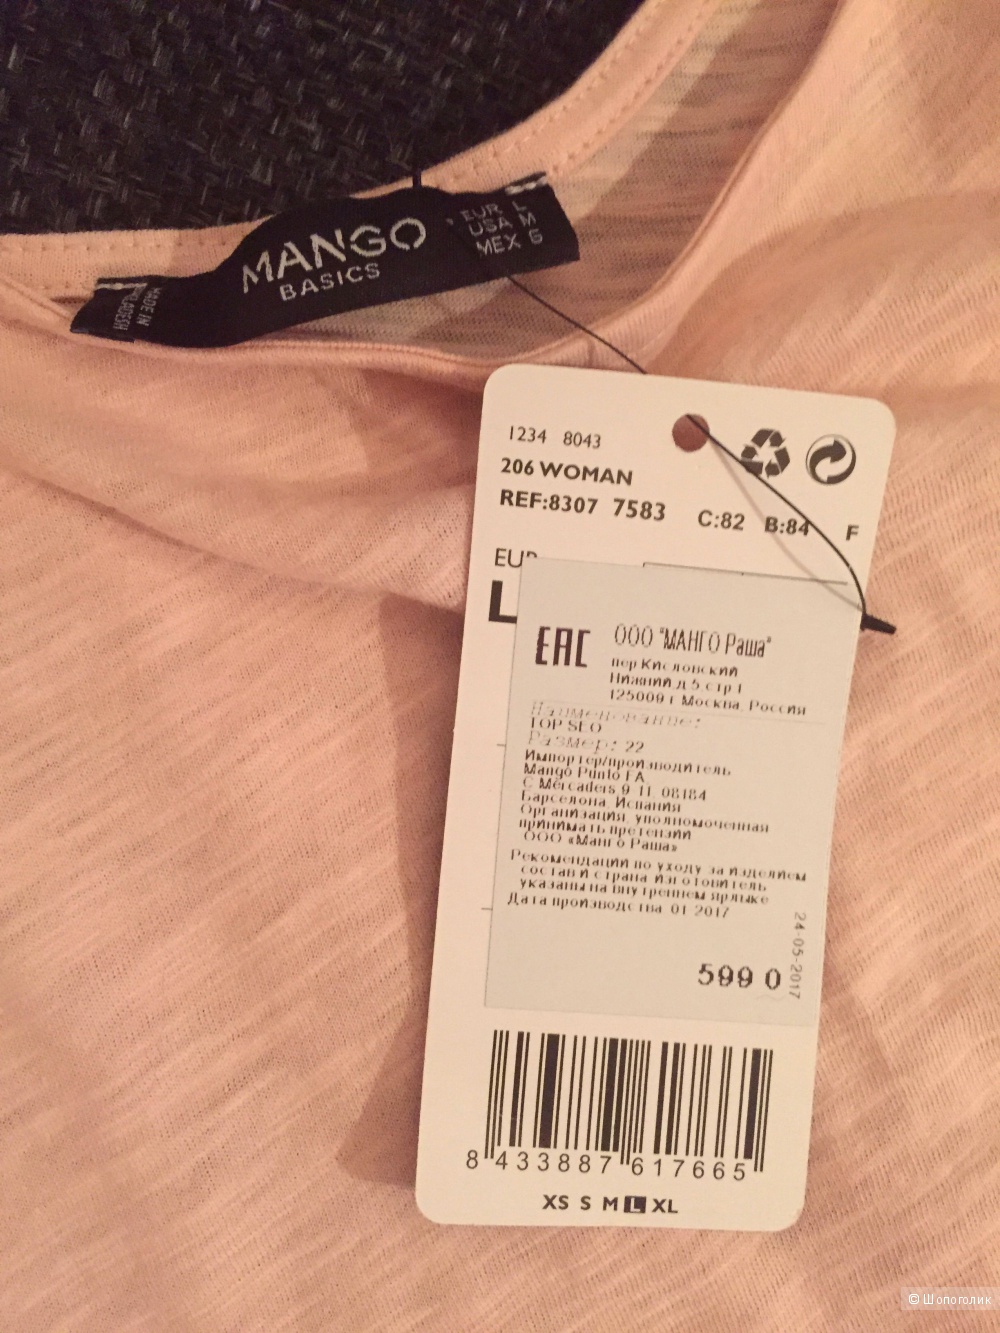 MANGO
BASICS
EUR L
USA M
MEX G
MADE IN
1234 8043
206 WOMAN
REF:8307 7583 C:82 B:84 F
EUR
L
EAC
ООО "МАНГО Раша"
пер Кисловский
Нижний д 5 стр 1
125009 г Москва, Россия
Наименование:
TOP SEO
Размер: 22
Импортер/производитель
Mango Punto FA,
C Mercaders 9-11, 08184
Барселона, Испания
Организация, уполномоченная
принимать претензии
ООО «Манго Раша»
Рекомендации по уходу за изделием
состав и страна изготовитель
указаны на внутреннем ярлыке
Дата производства 01 2017
24-05-2017
599 0
8 433887 617665
XS S M L XL
© Шопоголик